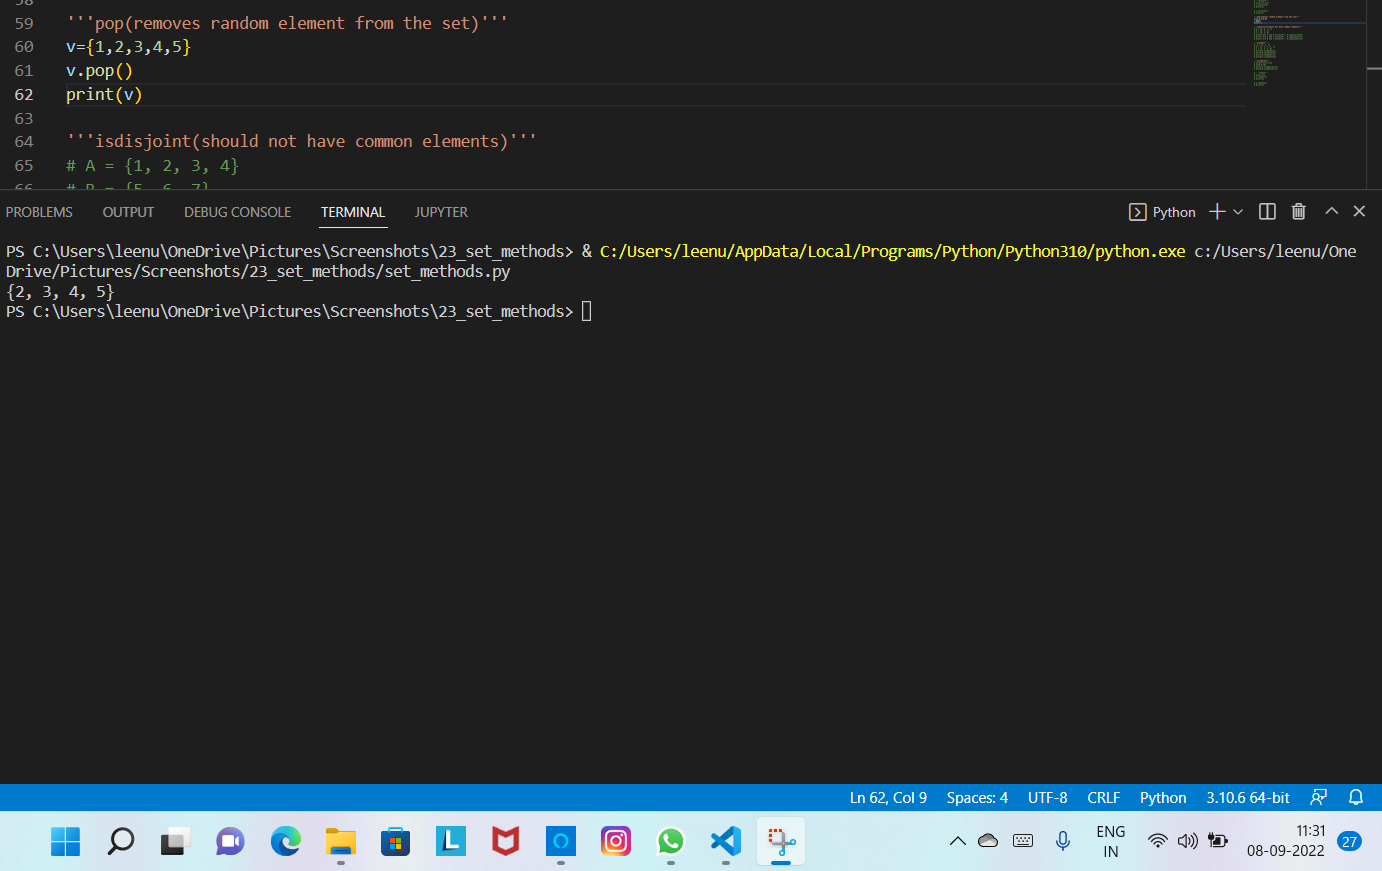 58
59 '''pop(removes random element from the set)'''
60 v={1,2,3,4,5}
61 v.pop()
62 print(v)
63
64 '''isdisjoint(should not have common elements)'''
65 # A = {1, 2, 3, 4}
66 # B = {5, 6, 7}
PROBLEMS OUTPUT DEBUG CONSOLE TERMINAL JUPYTER Python
PS C:\Users\leenu\OneDrive\Pictures\Screenshots\23_set_methods> & C:/Users/leenu/AppData/Local/Programs/Python/Python310/python.exe c:/Users/leenu/One
Drive/Pictures/Screenshots/23_set_methods/set_methods.py
{2, 3, 4, 5}
PS C:\Users\leenu\OneDrive\Pictures\Screenshots\23_set_methods>
Ln 62, Col 9 Spaces: 4 UTF-8 CRLF Python 3.10.6 64-bit
ENG 11:31
IN 08-09-2022 27